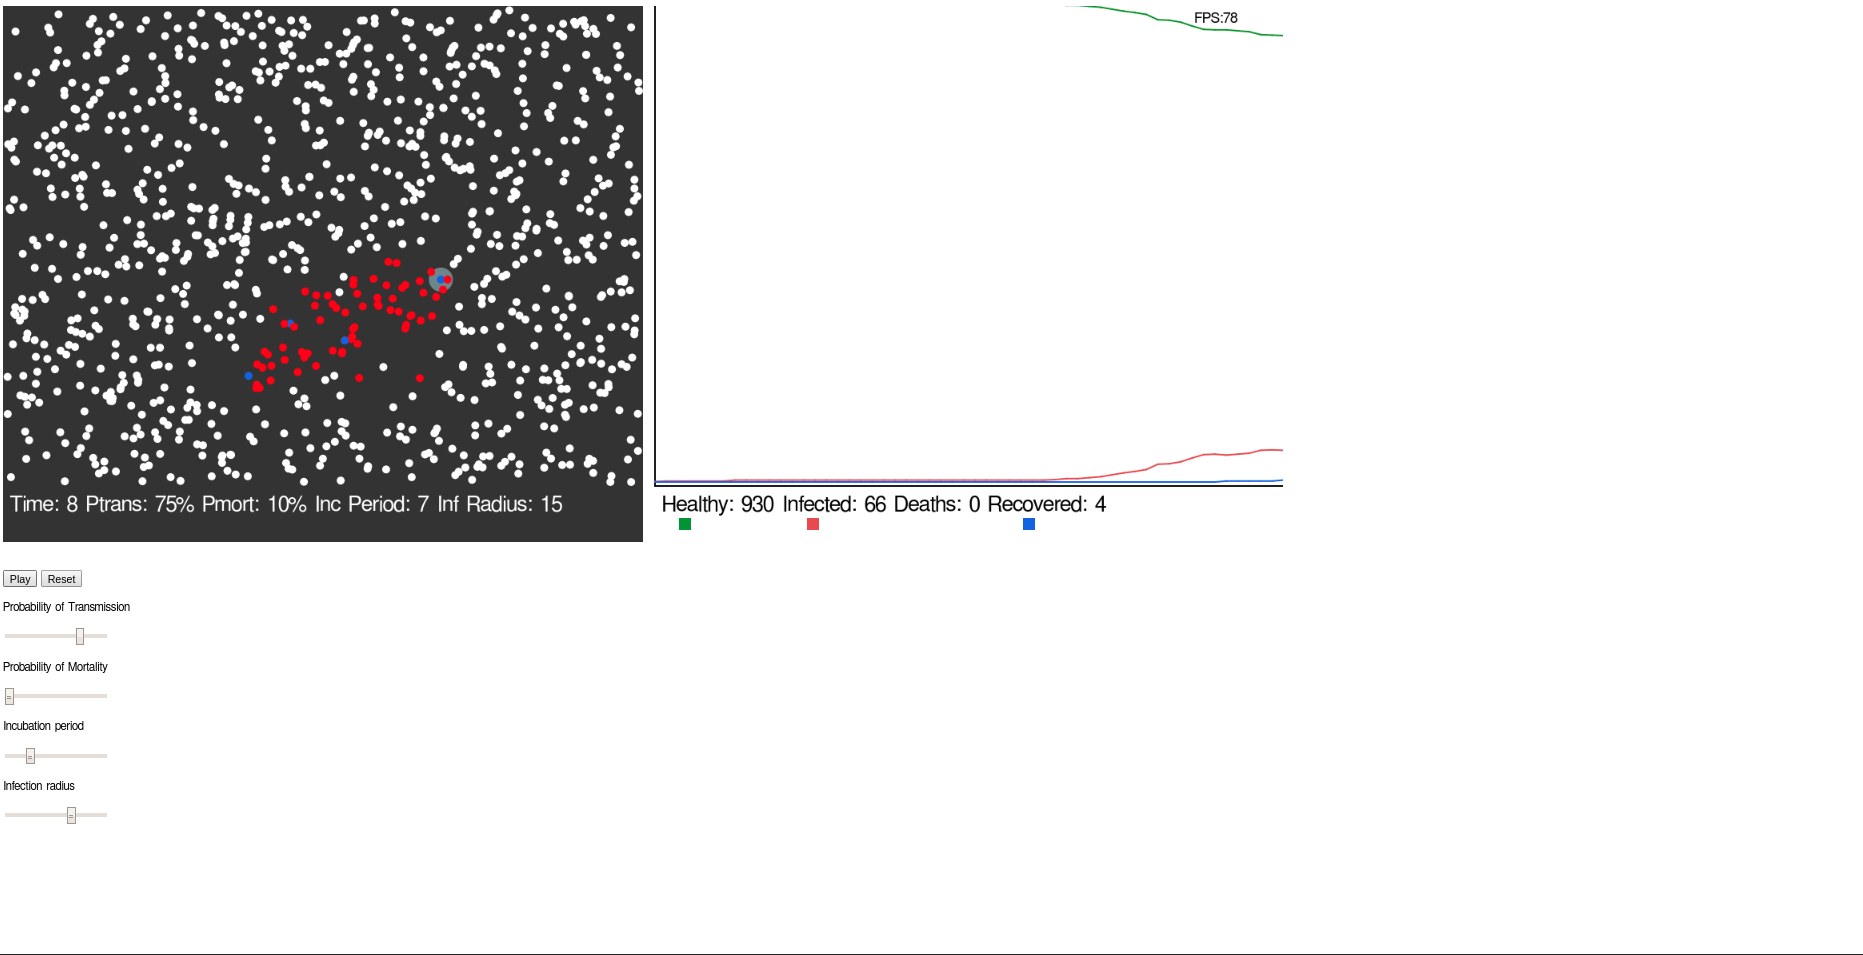 FPS:78
Time: 8 Ptrans: 75% Pmort: 10% Inc Period: 7 Inf Radius: 15
Healthy: 930 Infected: 66 Deaths: 0 Recovered: 4
Play Reset
Probability of Transmission
Probability of Mortality
Incubation period
Infection radius